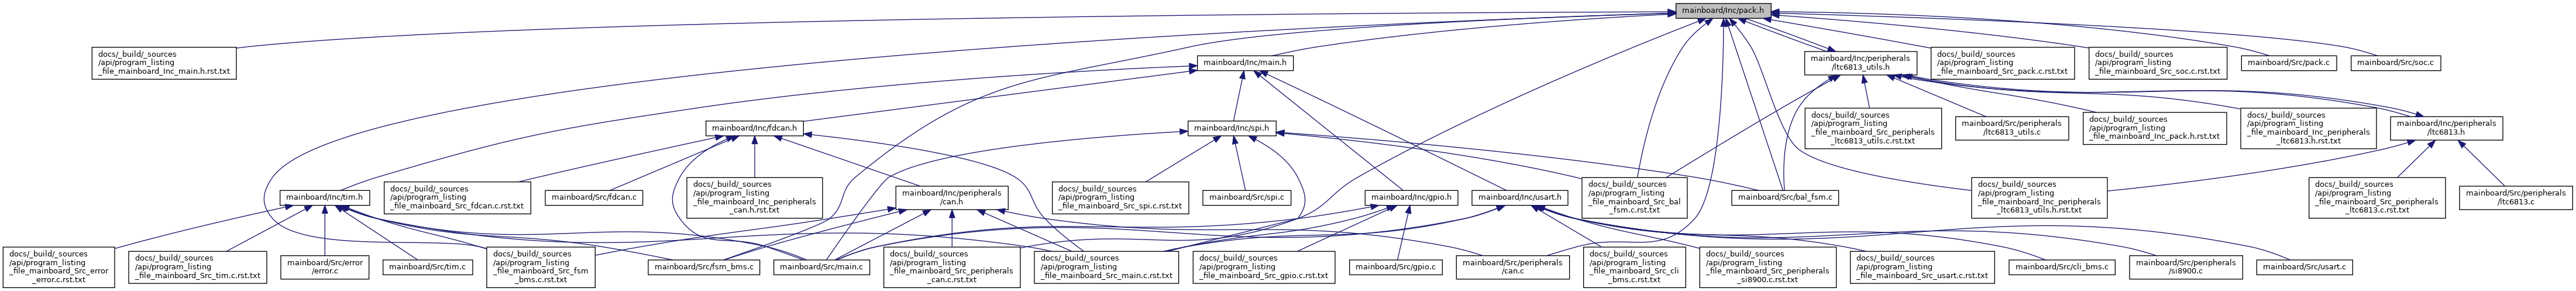 mainboard/Inc/pack.h
docs/_build/_sources
/api/program_listing
_file_mainboard_Inc_main.h.rst.txt
mainboard/Inc/main.h
mainboard/Inc/peripherals
/ltc6813_utils.h
docs/_build/_sources
/api/program_listing
_file_mainboard_Src_pack.c.rst.txt
docs/_build/_sources
/api/program_listing
_file_mainboard_Src_soc.c.rst.txt
mainboard/Src/pack.c
mainboard/Src/soc.c
mainboard/Inc/fdcan.h
mainboard/Inc/spi.h
docs/_build/_sources
/api/program_listing
_file_mainboard_Src_peripherals
_ltc6813_utils.c.rst.txt
mainboard/Src/peripherals
/ltc6813_utils.c
docs/_build/_sources
/api/program_listing
_file_mainboard_Inc_pack.h.rst.txt
docs/_build/_sources
/api/program_listing
_file_mainboard_Inc_peripherals
_ltc6813.h.rst.txt
mainboard/Inc/peripherals
/ltc6813.h
mainboard/Inc/tim.h
docs/_build/_sources
/api/program_listing
_file_mainboard_Src_fdcan.c.rst.txt
mainboard/Src/fdcan.c
docs/_build/_sources
/api/program_listing
_file_mainboard_Inc_peripherals
_can.h.rst.txt
mainboard/Inc/peripherals
/can.h
docs/_build/_sources
/api/program_listing
_file_mainboard_Src_spi.c.rst.txt
mainboard/Src/spi.c
mainboard/Inc/gpio.h
mainboard/Inc/usart.h
docs/_build/_sources
/api/program_listing
_file_mainboard_Src_bal
_fsm.c.rst.txt
mainboard/Src/bal_fsm.c
docs/_build/_sources
/api/program_listing
_file_mainboard_Inc_peripherals
_ltc6813_utils.h.rst.txt
docs/_build/_sources
/api/program_listing
_file_mainboard_Src_peripherals
_ltc6813.c.rst.txt
mainboard/Src/peripherals
/ltc6813.c
docs/_build/_sources
/api/program_listing
_file_mainboard_Src_error
_error.c.rst.txt
docs/_build/_sources
/api/program_listing
_file_mainboard_Src_tim.c.rst.txt
mainboard/Src/error
/error.c
mainboard/Src/tim.c
docs/_build/_sources
/api/program_listing
_file_mainboard_Src_fsm
_bms.c.rst.txt
mainboard/Src/fsm_bms.c
mainboard/Src/main.c
docs/_build/_sources
/api/program_listing
_file_mainboard_Src_peripherals
_can.c.rst.txt
docs/_build/_sources
/api/program_listing
_file_mainboard_Src_main.c.rst.txt
docs/_build/_sources
/api/program_listing
_file_mainboard_Src_gpio.c.rst.txt
mainboard/Src/gpio.c
mainboard/Src/peripherals
/can.c
docs/_build/_sources
/api/program_listing
_file_mainboard_Src_cli
_bms.c.rst.txt
docs/_build/_sources
/api/program_listing
_file_mainboard_Src_peripherals
_si8900.c.rst.txt
docs/_build/_sources
/api/program_listing
_file_mainboard_Src_usart.c.rst.txt
mainboard/Src/cli_bms.c
mainboard/Src/peripherals
/si8900.c
mainboard/Src/usart.c